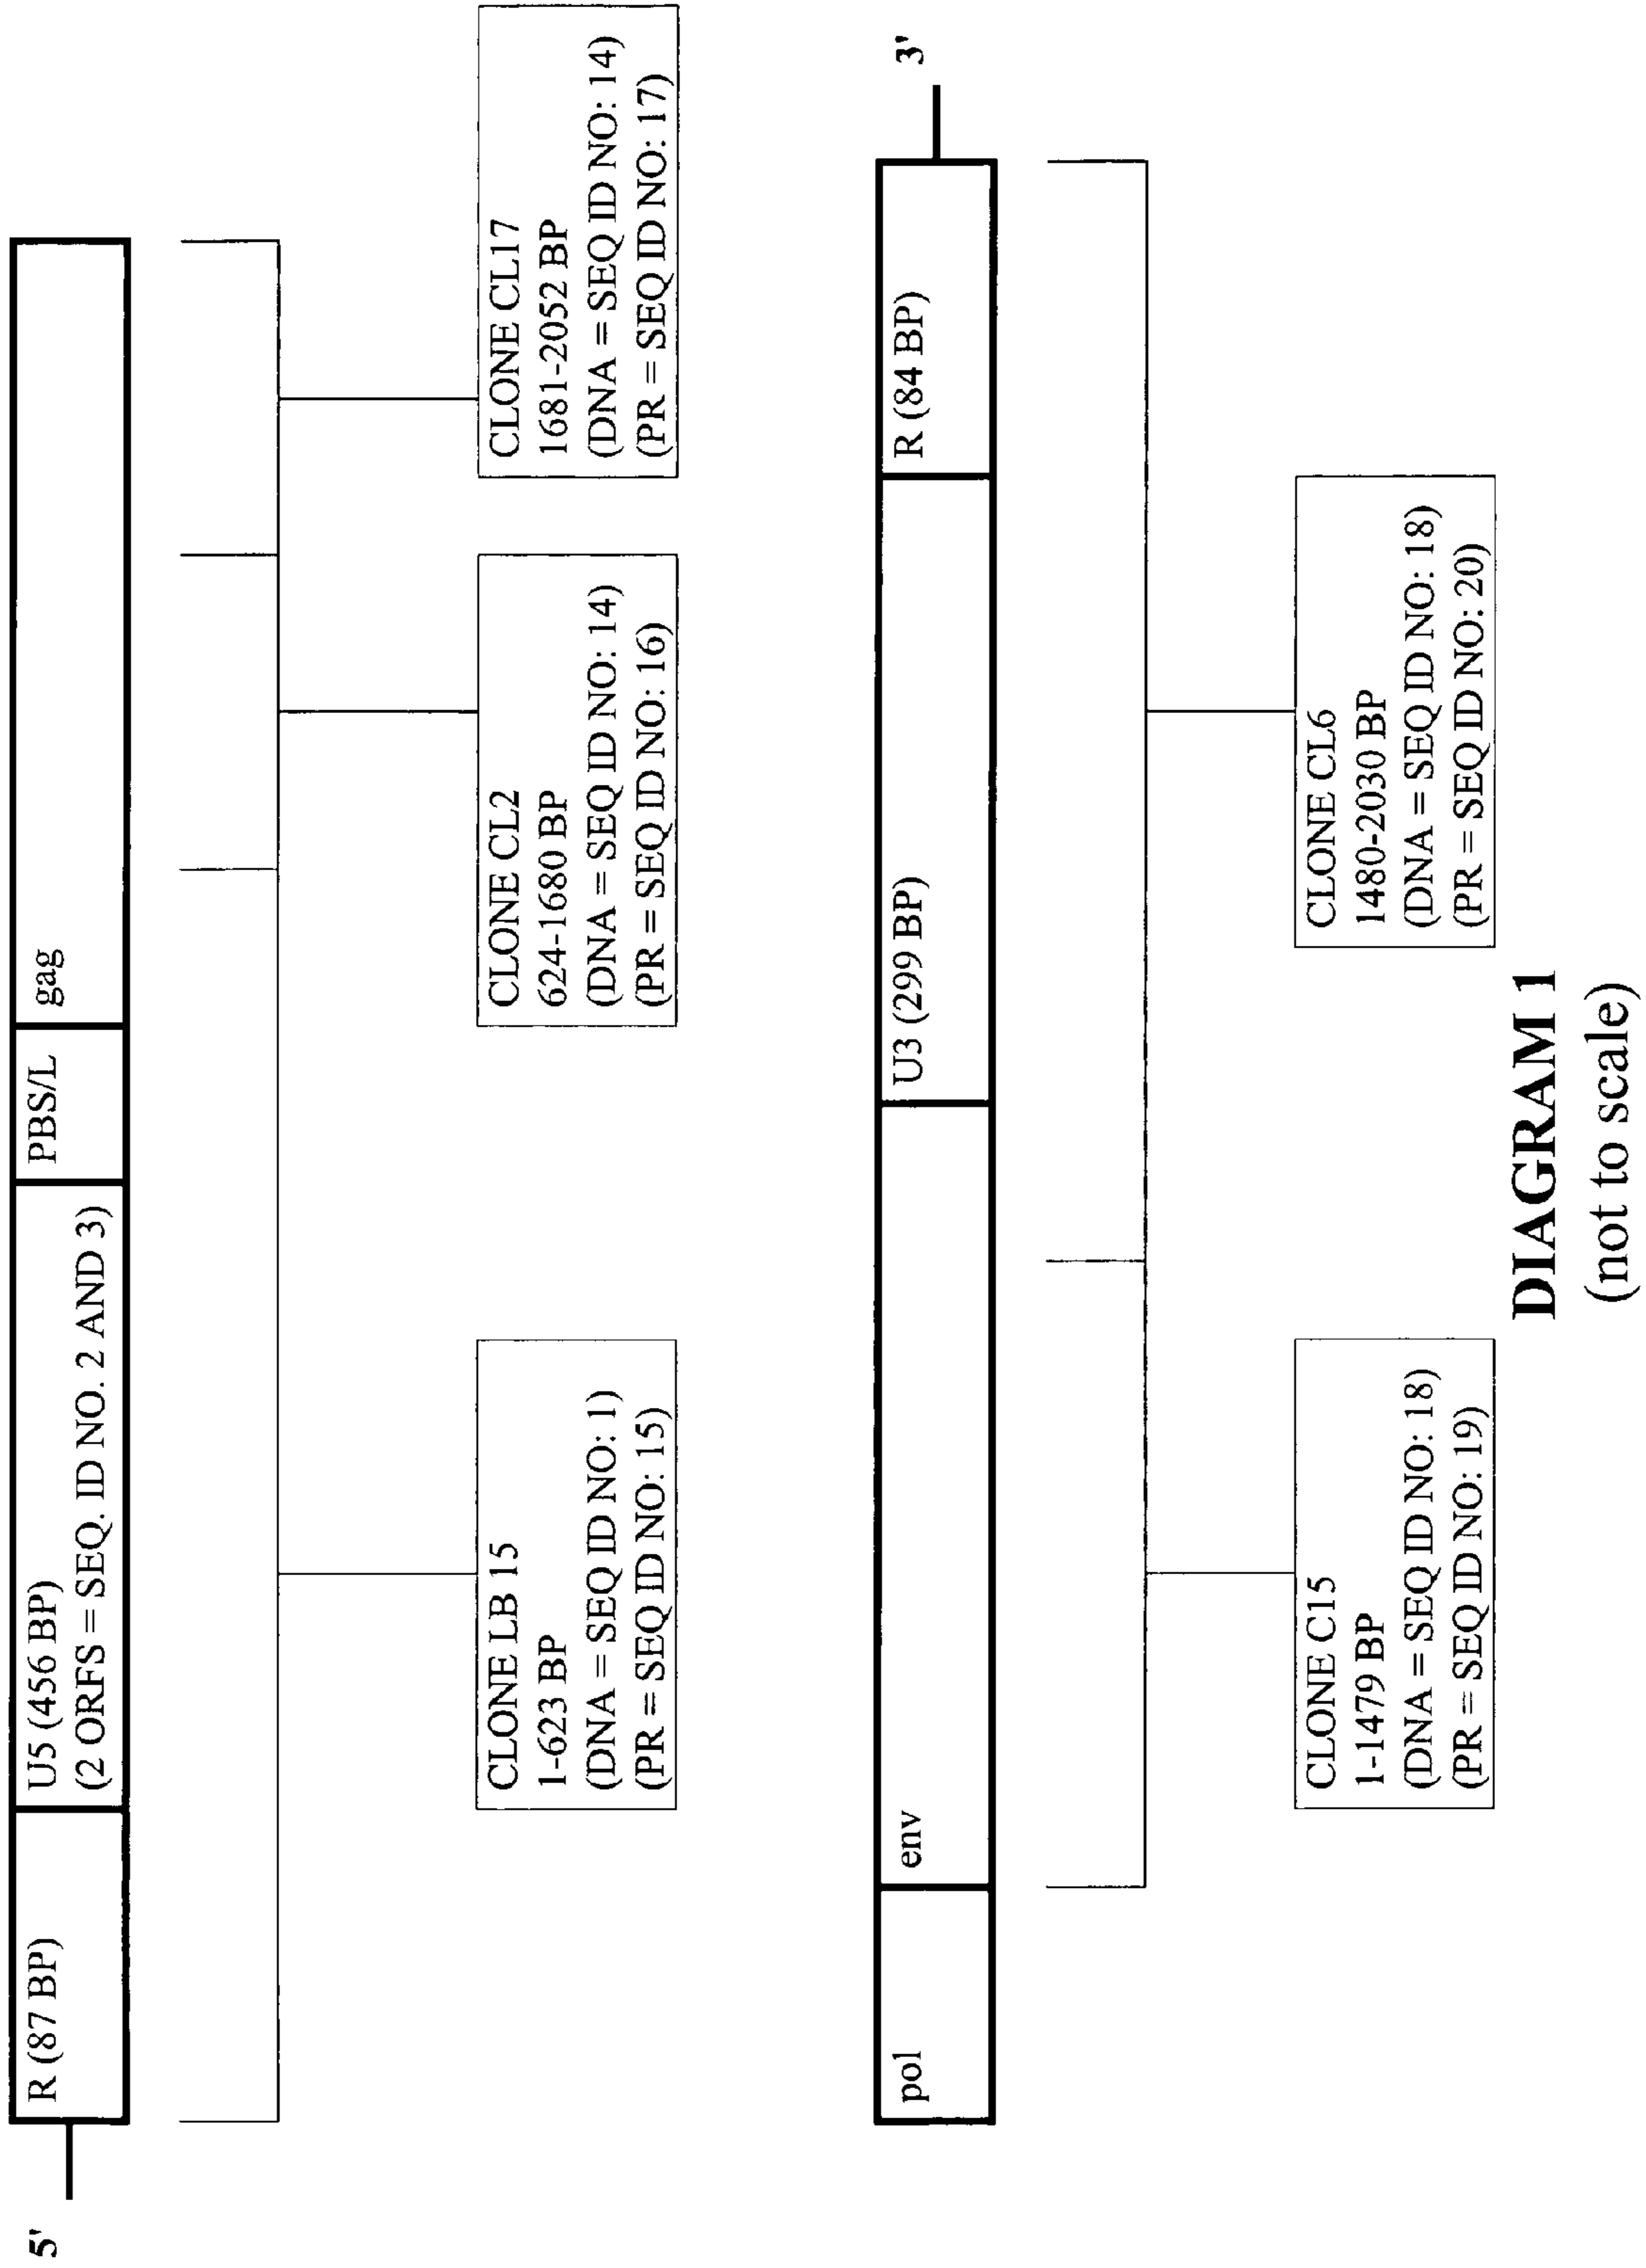 5'
R (87 BP)
U5 (456 BP)
(2 ORFS = SEQ. ID NO. 2 AND 3)
PBS/L
gag
CLONE LB 15
1-623 BP
(DNA = SEQ ID NO: 1)
(PR = SEQ ID NO: 15)
CLONE CL2
624-1680 BP
(DNA = SEQ ID NO: 14)
(PR = SEQ ID NO: 16)
CLONE CL17
1681-2052 BP
(DNA = SEQ ID NO: 14)
(PR = SEQ ID NO: 17)
pol
env
U3 (299 BP)
R (84 BP)
3'
CLONE C15
1-1479 BP
(DNA = SEQ ID NO: 18)
(PR = SEQ ID NO: 19)
CLONE CL6
1480-2030 BP
(DNA = SEQ ID NO: 18)
(PR = SEQ ID NO: 20)
DIAGRAM 1
(not to scale)